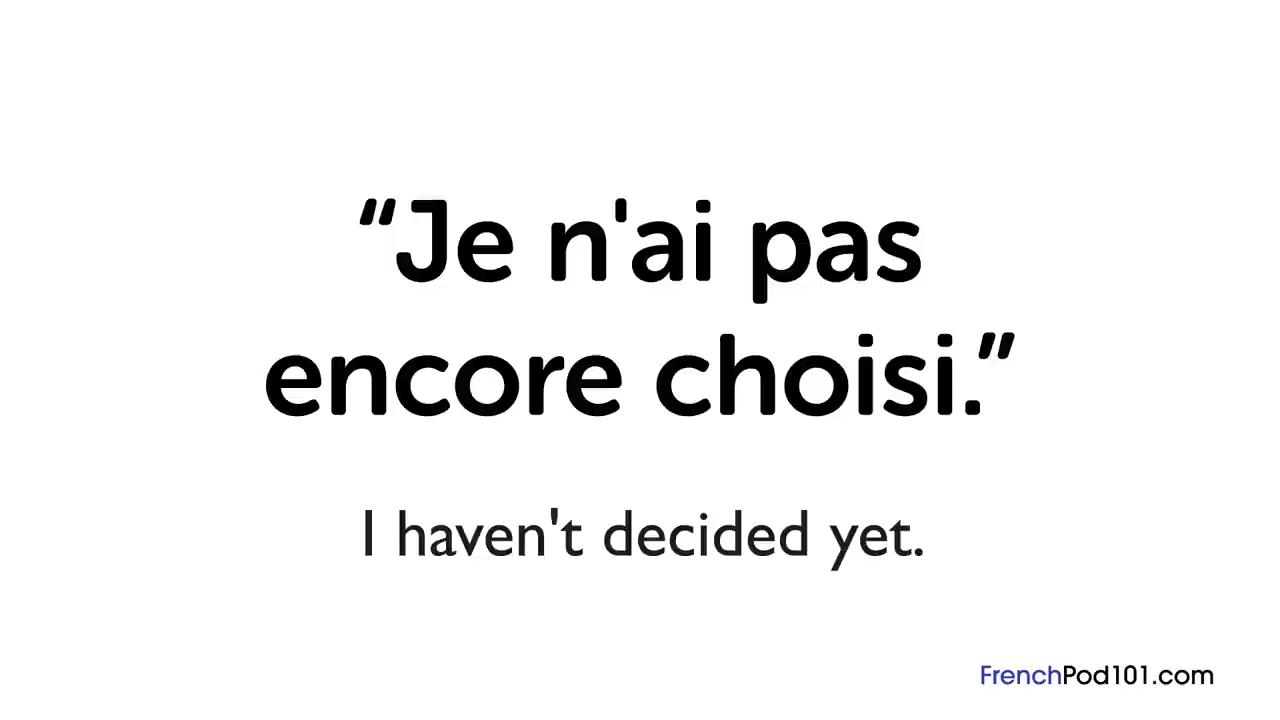 “Je n'ai pas
encore choisi.”
I haven't decided yet.
FrenchPod101.com